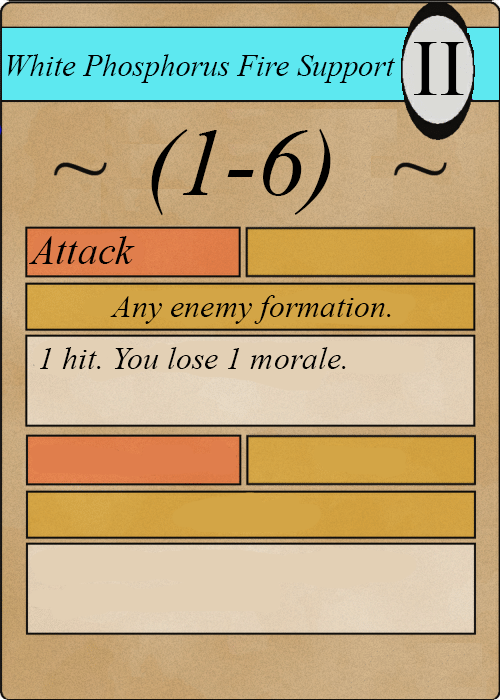 White Phosphorus Fire Support
II
~ (1-6) ~
Attack
Any enemy formation.
1 hit. You lose 1 morale.